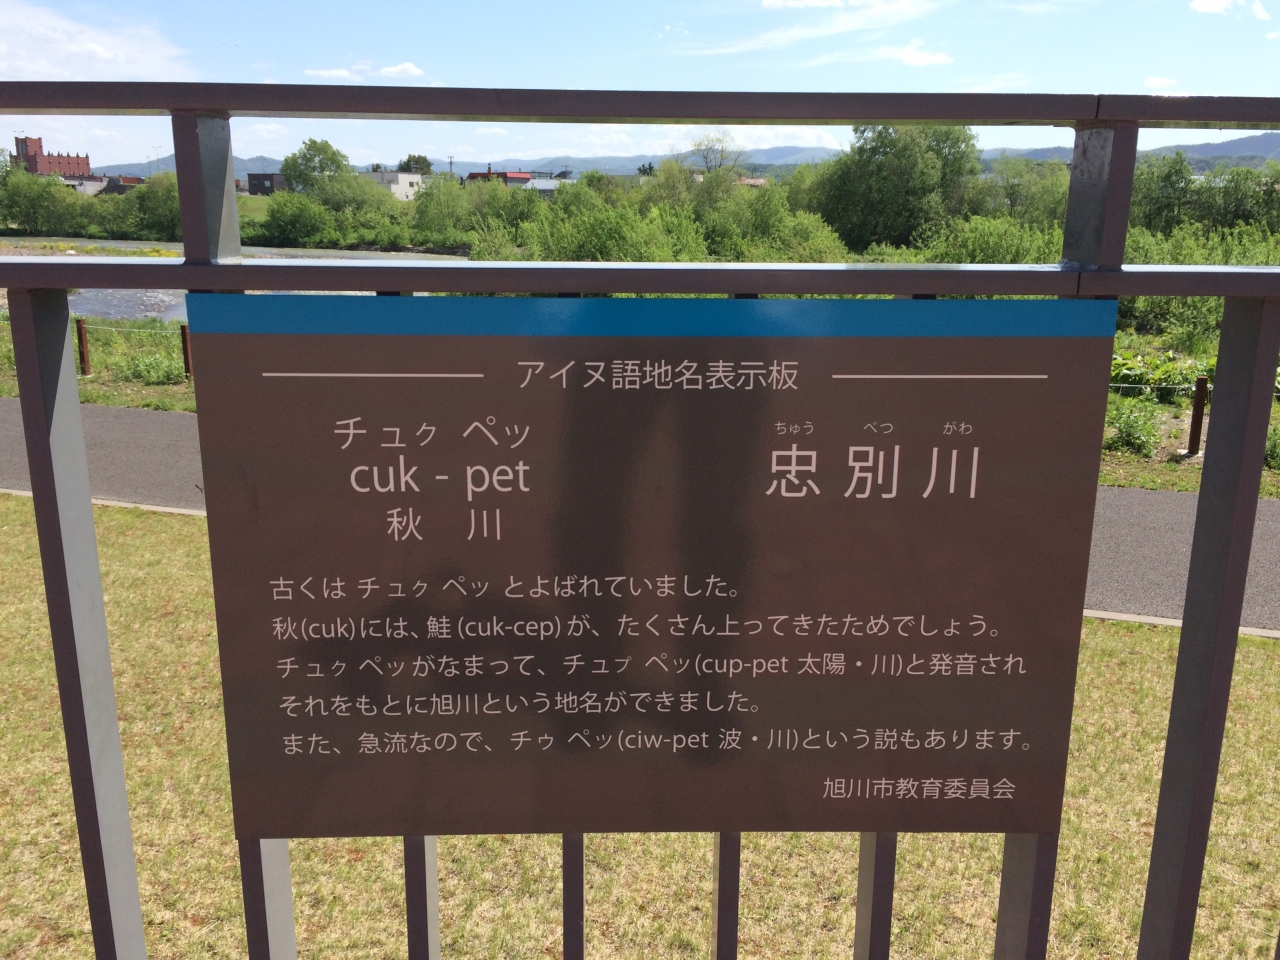 アイヌ語地名表示板
チュㇰ ペッ
cuk - pet
秋 川
ちゅう べつ がわ
忠別川
古くは チュㇰ ペッ とよばれていました。
秋(cuk)には、鮭(cuk-cep)が、たくさん上ってきたためでしょう。
チュㇰ ペッがなまって、チュㇷ゚ ペッ(cup-pet 太陽・川)と発音され
それをもとに旭川という地名ができました。
また、急流なので、チゥ ペッ(ciw-pet 波・川)という説もあります。
旭川市教育委員会